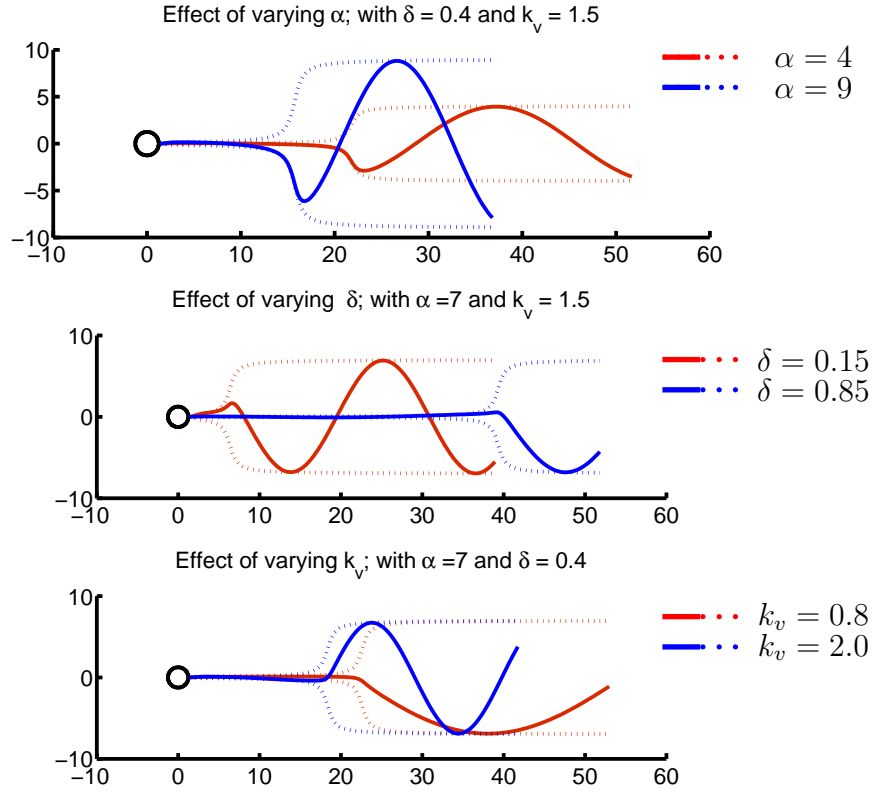 Effect of varying α; with δ = 0.4 and k_v = 1.5
10
5
0
−5
−10
−10 0 10 20 30 40 50 60
α = 4
α = 9
Effect of varying δ; with α =7 and k_v = 1.5
10
0
−10
−10 0 10 20 30 40 50 60
δ = 0.15
δ = 0.85
Effect of varying k_v; with α =7 and δ = 0.4
10
0
−10
−10 0 10 20 30 40 50 60
k_v = 0.8
k_v = 2.0